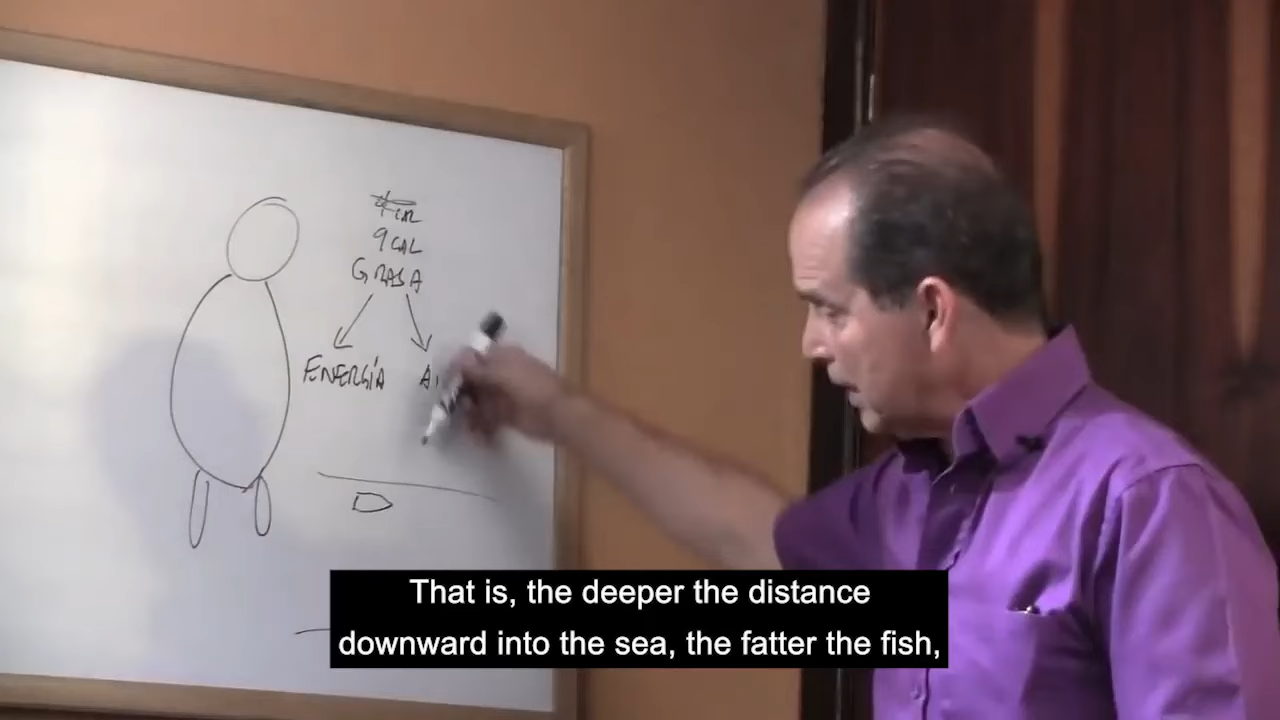 9 CAL
GRASA
ENERGÍA
That is, the deeper the distance
downward into the sea, the fatter the fish,